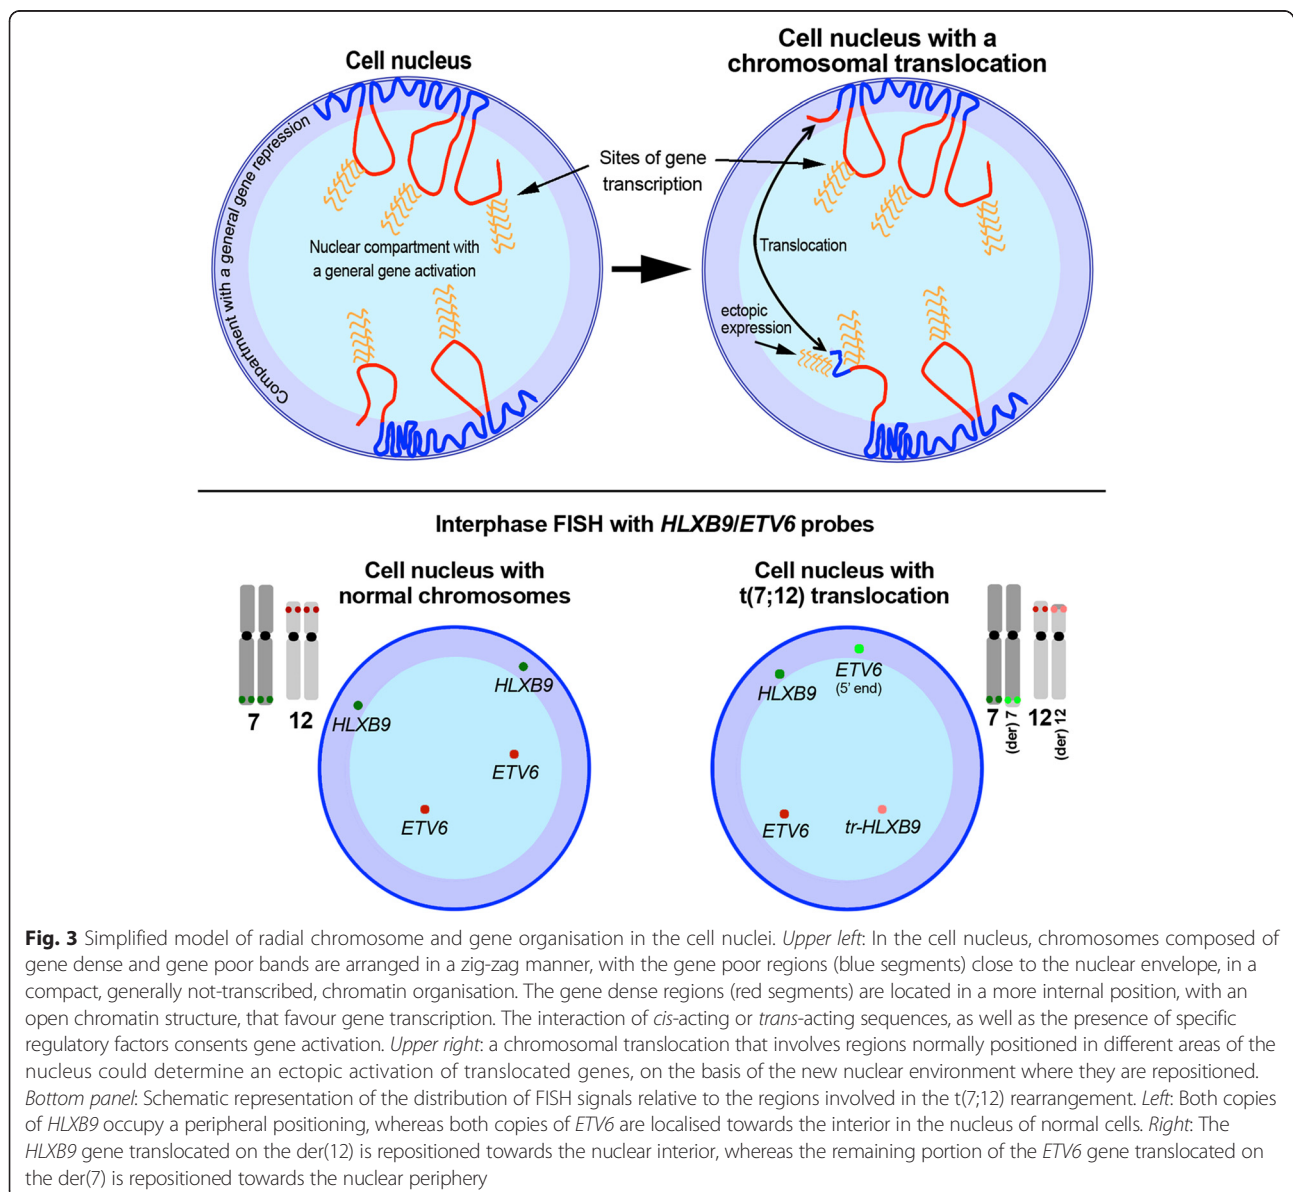 Cell nucleus
Cell nucleus with a
chromosomal translocation
Compartment with a general gene repression
Sites of gene
transcription
Nuclear compartment with
a general gene activation
Translocation
ectopic
expression
Interphase FISH with HLXB9/ETV6 probes
Cell nucleus with
normal chromosomes
7
12
HLXB9
HLXB9
ETV6
ETV6
Cell nucleus with
t(7;12) translocation
HLXB9
ETV6
(5' end)
ETV6
tr-HLXB9
7
(der) 7
12
(der) 12
Fig. 3 Simplified model of radial chromosome and gene organisation in the cell nuclei. Upper left: In the cell nucleus, chromosomes composed of
gene dense and gene poor bands are arranged in a zig-zag manner, with the gene poor regions (blue segments) close to the nuclear envelope, in a
compact, generally not-transcribed, chromatin organisation. The gene dense regions (red segments) are located in a more internal position, with an
open chromatin structure, that favour gene transcription. The interaction of cis-acting or trans-acting sequences, as well as the presence of specific
regulatory factors consents gene activation. Upper right: a chromosomal translocation that involves regions normally positioned in different areas of the
nucleus could determine an ectopic activation of translocated genes, on the basis of the new nuclear environment where they are repositioned.
Bottom panel: Schematic representation of the distribution of FISH signals relative to the regions involved in the t(7;12) rearrangement. Left: Both copies
of HLXB9 occupy a peripheral positioning, whereas both copies of ETV6 are localised towards the interior in the nucleus of normal cells. Right: The
HLXB9 gene translocated on the der(12) is repositioned towards the nuclear interior, whereas the remaining portion of the ETV6 gene translocated on
the der(7) is repositioned towards the nuclear periphery